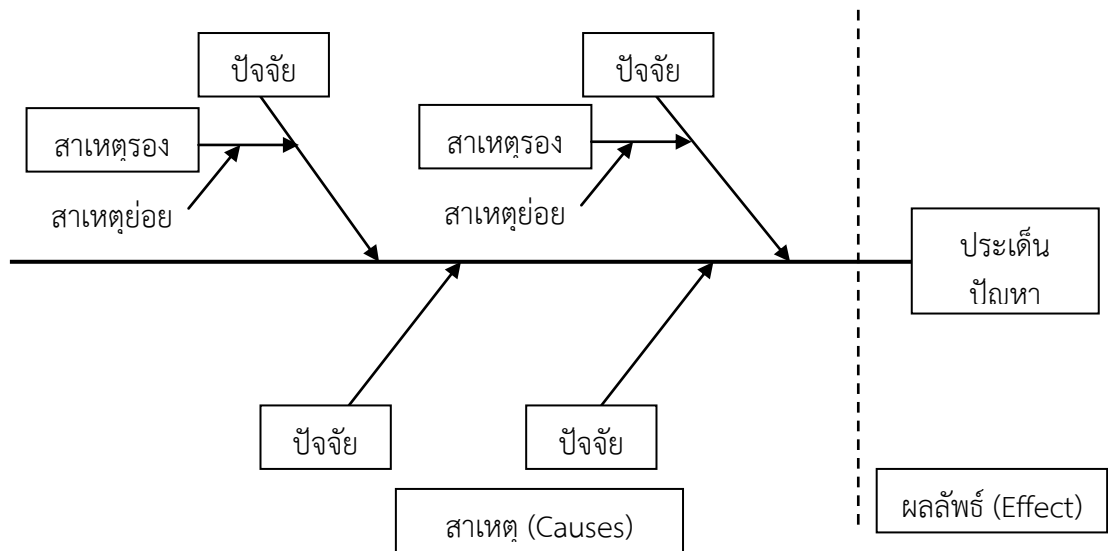 ปัจจัย
ปัจจัย
สาเหตุรอง
สาเหตุรอง
สาเหตุย่อย
สาเหตุย่อย
ประเด็น
ปัญหา
ปัจจัย
ปัจจัย
สาเหตุ (Causes)
ผลลัพธ์ (Effect)